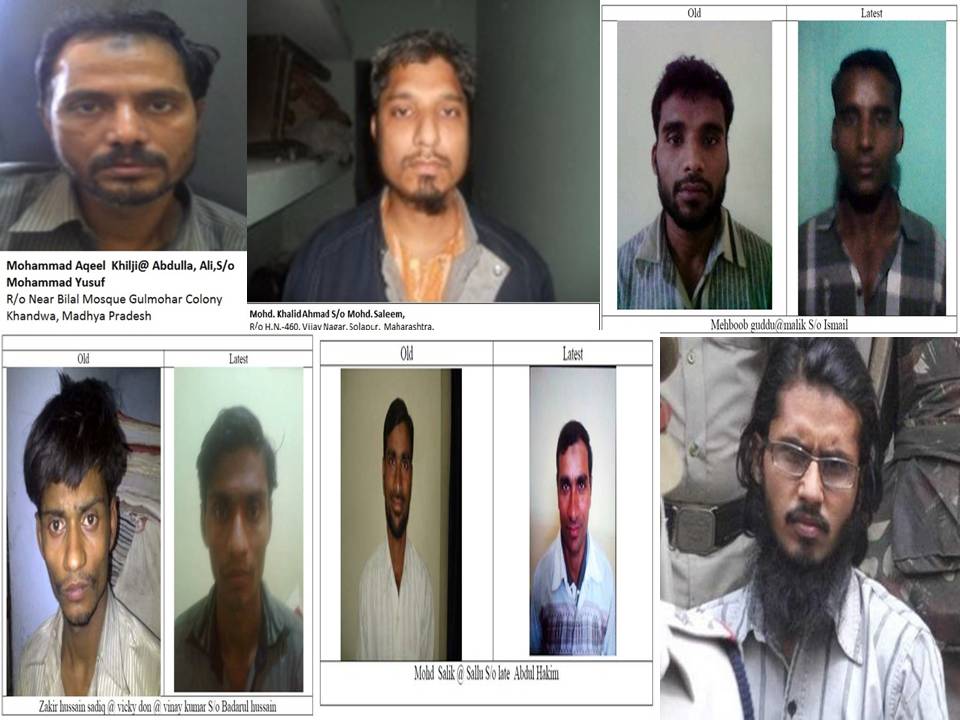 Mohammad Aqeel Khilji@ Abdulla, Ali,S/o
Mohammad Yusuf
R/o Near Bilal Mosque Gulmohar Colony
Khandwa, Madhya Pradesh
Mohd. Khalid Ahmad S/o Mohd. Saleem,
R/o H.N.-460, Vijay Nagar, Solapur, Maharashtra.
Old
Latest
Mehboob guddu@malik S/o Ismail
Old
Latest
Zakir hussain sadiq @ vicky don @ vinay kumar S/o Badarul hussain
Old
Latest
Mohd Salik @ Sallu S/o late Abdul Hakim